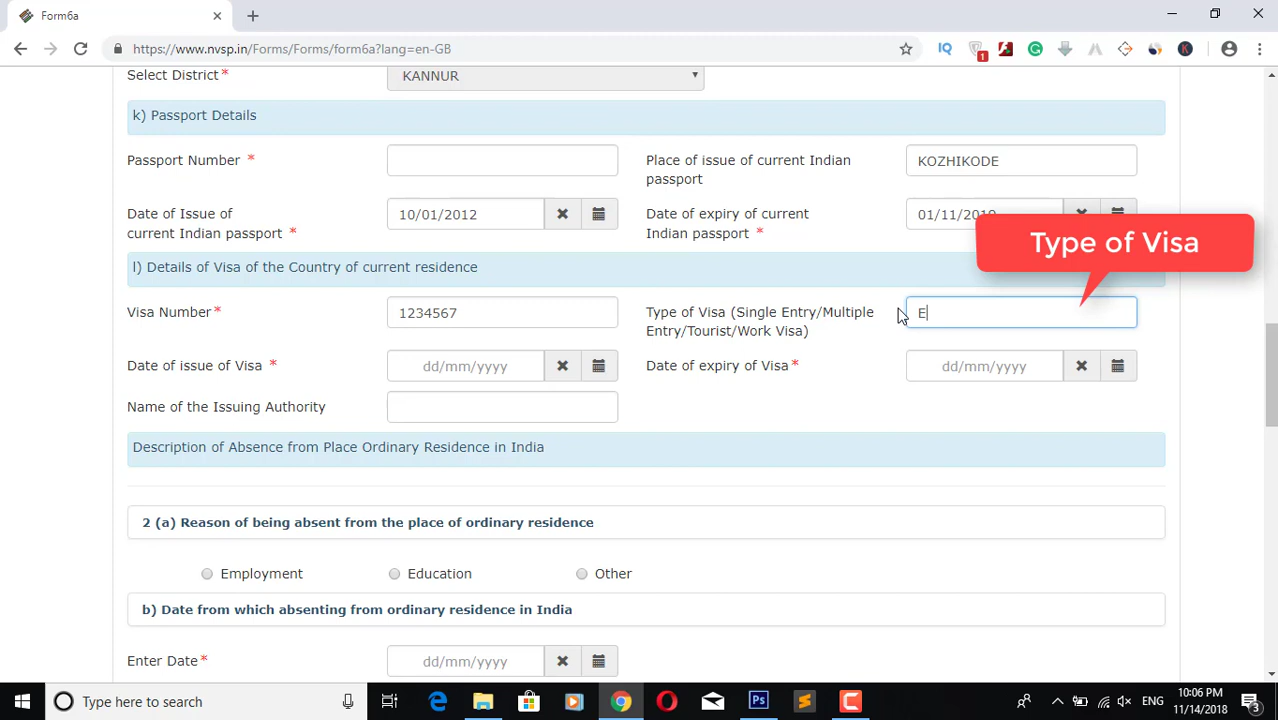 Form6a
https://www.nvsp.in/Forms/Forms/form6a?lang=en-GB
IQ
1
K
Select District*
KANNUR
k) Passport Details
Passport Number *
Place of issue of current Indian
passport
KOZHIKODE
Date of Issue of
current Indian passport *
10/01/2012
Date of expiry of current
Indian passport *
Type of Visa
l) Details of Visa of the Country of current residence
Visa Number*
1234567
Type of Visa (Single Entry/Multiple
Entry/Tourist/Work Visa)
E
Date of issue of Visa *
dd/mm/yyyy
Date of expiry of Visa*
dd/mm/yyyy
Name of the Issuing Authority
Description of Absence from Place Ordinary Residence in India
2 (a) Reason of being absent from the place of ordinary residence
Employment
Education
Other
b) Date from which absenting from ordinary residence in India
Enter Date*
dd/mm/yyyy
Type here to search
Ps
ENG
10:06 PM
11/14/2018
3